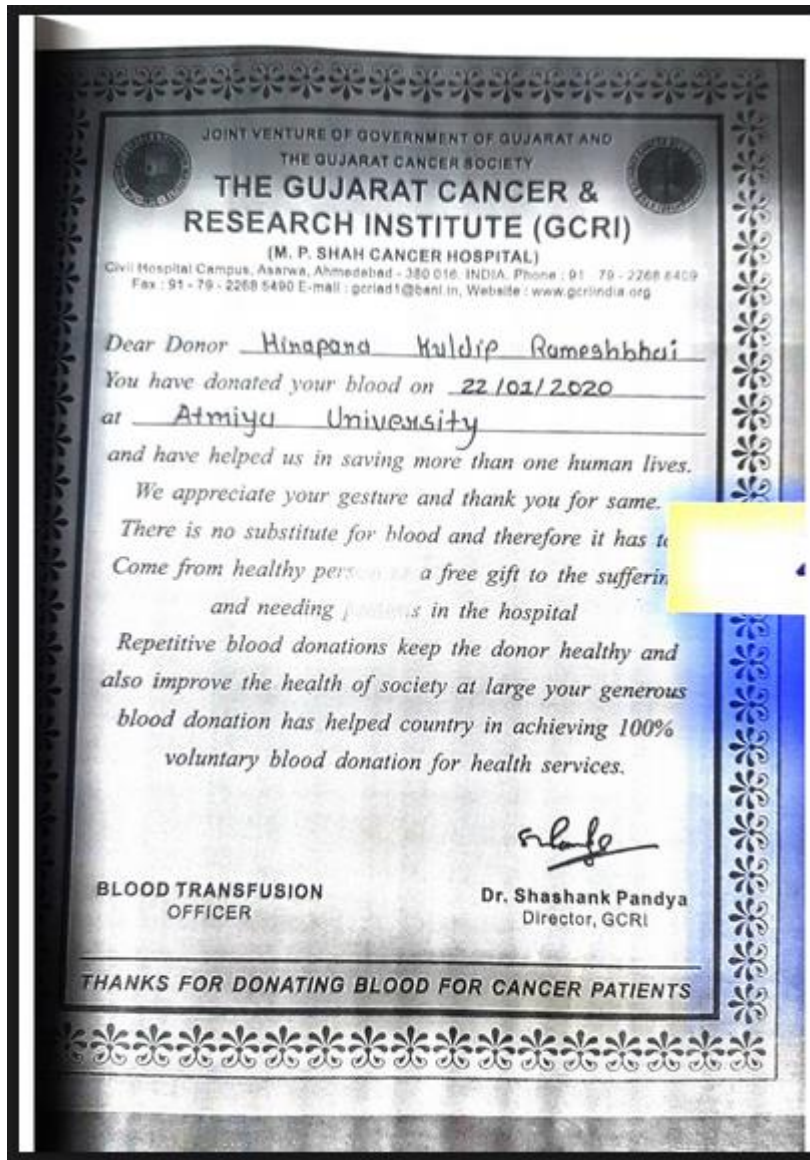 JOINT VENTURE OF GOVERNMENT OF GUJARAT AND
THE GUJARAT CANCER SOCIETY
THE GUJARAT CANCER &
RESEARCH INSTITUTE (GCRI)
(M. P. SHAH CANCER HOSPITAL)
Civil Hospital Campus, Asarwa, Ahmedabad - 380 016. INDIA. Phone : 91 - 79 - 2268 6409
Fax : 91 - 79 - 2268 5490 E-mail : gcriad1@bsnl.in, Website : www.gcriindia.org
Dear Donor Hinapara Kuldip Rameshbhai
You have donated your blood on 22/01/2020
at Atmiya University
and have helped us in saving more than one human lives.
We appreciate your gesture and thank you for same.
There is no substitute for blood and therefore it has
Come from healthy a free gift to the
and needing in the hospital
Repetitive blood donations keep the donor healthy and
also improve the health of society at large your generous
blood donation has helped country in achieving 100%
voluntary blood donation for health services.
BLOOD TRANSFUSION
OFFICER
Dr. Shashank Pandya
Director, GCRI
THANKS FOR DONATING BLOOD FOR CANCER PATIENTS